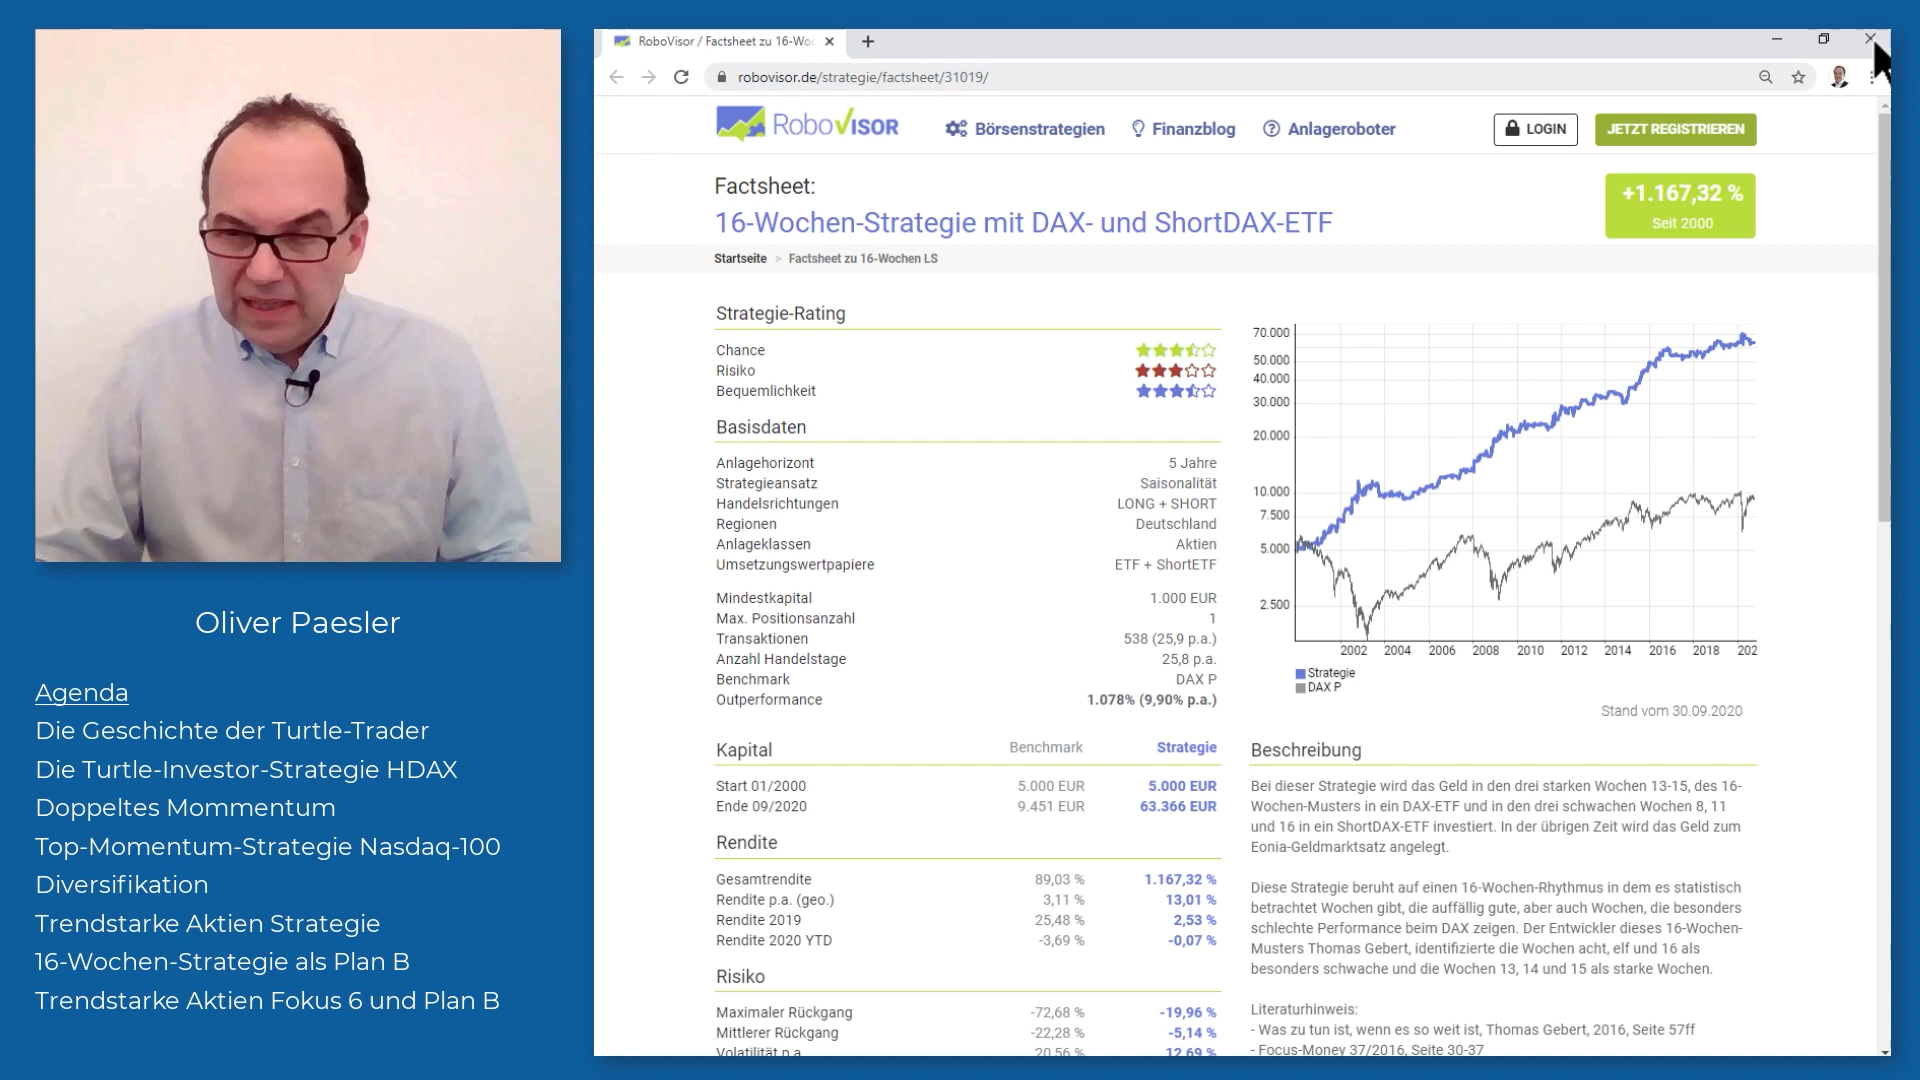 Oliver Paesler
Agenda
Die Geschichte der Turtle-Trader
Die Turtle-Investor-Strategie HDAX
Doppeltes Mommentum
Top-Momentum-Strategie Nasdaq-100
Diversifikation
Trendstarke Aktien Strategie
16-Wochen-Strategie als Plan B
Trendstarke Aktien Fokus 6 und Plan B
RoboVisor / Factsheet zu 16-Wo
robovisor.de/strategie/factsheet/31019/
RoboVISOR Börsenstrategien Finanzblog Anlageroboter LOGIN JETZT REGISTRIEREN
Factsheet:
16-Wochen-Strategie mit DAX- und ShortDAX-ETF
+1.167,32 %
Seit 2000
Startseite > Factsheet zu 16-Wochen LS
Strategie-Rating
Chance
Risiko
Bequemlichkeit
Basisdaten
Anlagehorizont 5 Jahre
Strategieansatz Saisonalität
Handelsrichtungen LONG + SHORT
Regionen Deutschland
Anlageklassen Aktien
Umsetzungswertpapiere ETF + ShortETF
Mindestkapital 1.000 EUR
Max. Positionsanzahl 1
Transaktionen 538 (25,9 p.a.)
Anzahl Handelstage 25,8 p.a.
Benchmark DAX P
Outperformance 1.078% (9,90% p.a.)
Kapital Benchmark Strategie
Start 01/2000 5.000 EUR 5.000 EUR
Ende 09/2020 9.451 EUR 63.366 EUR
Rendite
Gesamtrendite 89,03 % 1.167,32 %
Rendite p.a. (geo.) 3,11 % 13,01 %
Rendite 2019 25,48 % 2,53 %
Rendite 2020 YTD -3,69 % -0,07 %
Risiko
Maximaler Rückgang -72,68 % -19,96 %
Mittlerer Rückgang -22,28 % -5,14 %
Volatilität p.a. 20,56 % 12,69 %
70.000
50.000
40.000
30.000
20.000
10.000
7.500
5.000
2.500
2002 2004 2006 2008 2010 2012 2014 2016 2018 202
Strategie
DAX P
Stand vom 30.09.2020
Beschreibung
Bei dieser Strategie wird das Geld in den drei starken Wochen 13-15, des 16-
Wochen-Musters in ein DAX-ETF und in den drei schwachen Wochen 8, 11
und 16 in ein ShortDAX-ETF investiert. In der übrigen Zeit wird das Geld zum
Eonia-Geldmarktsatz angelegt.
Diese Strategie beruht auf einen 16-Wochen-Rhythmus in dem es statistisch
betrachtet Wochen gibt, die auffällig gute, aber auch Wochen, die besonders
schlechte Performance beim DAX zeigen. Der Entwickler dieses 16-Wochen-
Musters Thomas Gebert, identifizierte die Wochen acht, elf und 16 als
besonders schwache und die Wochen 13, 14 und 15 als starke Wochen.
Literaturhinweis:
- Was zu tun ist, wenn es so weit ist, Thomas Gebert, 2016, Seite 57ff
- Focus-Money 37/2016, Seite 30-37